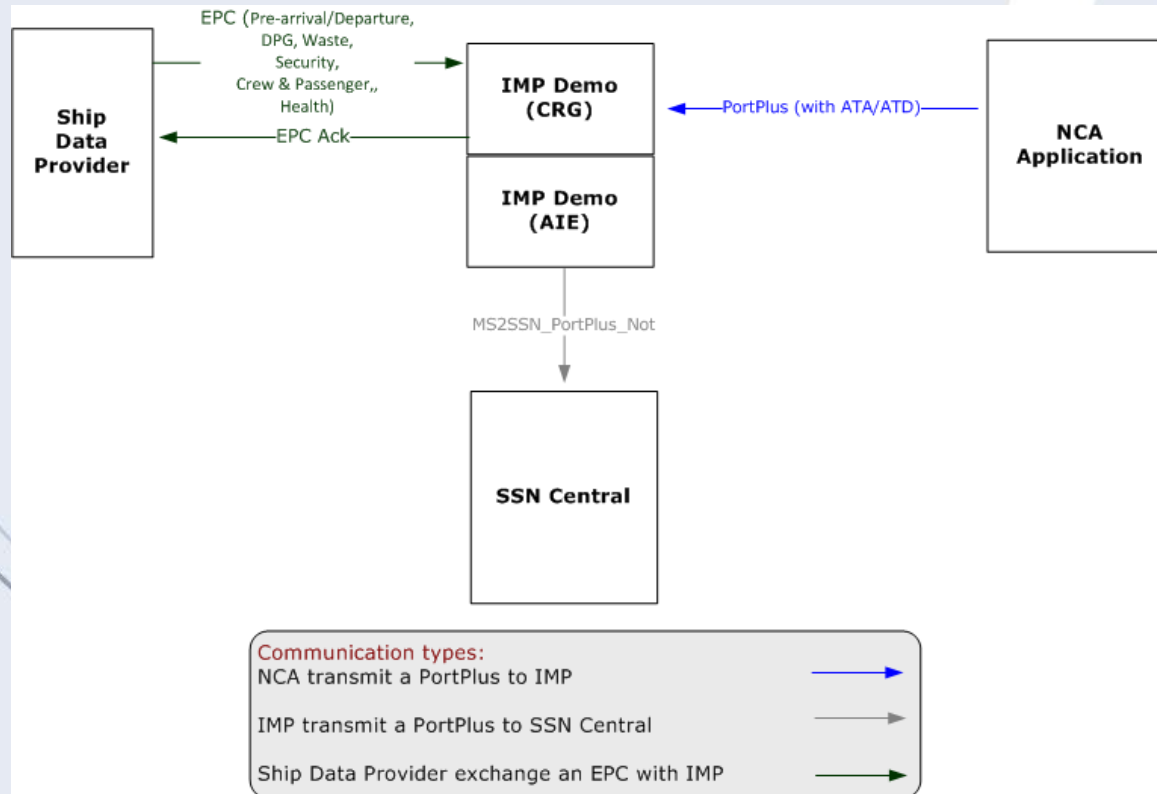 EPC (Pre-arrival/Departure,
DPG, Waste,
Security,
Crew & Passenger,,
Health)
EPC Ack
Ship
Data
Provider
IMP Demo
(CRG)
IMP Demo
(AIE)
PortPlus (with ATA/ATD)
NCA
Application
MS2SSN_PortPlus_Not
SSN Central
Communication types:
NCA transmit a PortPlus to IMP
IMP transmit a PortPlus to SSN Central
Ship Data Provider exchange an EPC with IMP